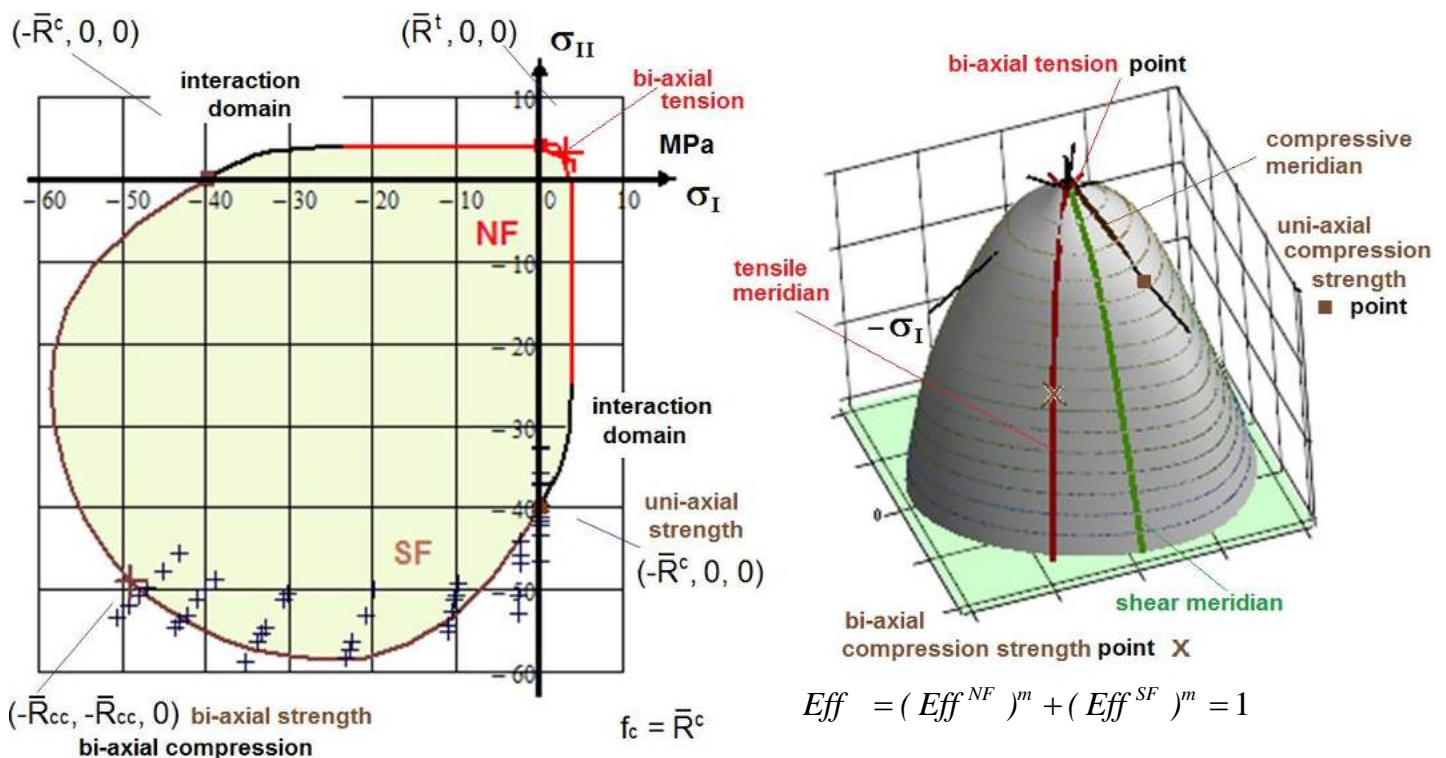 (-R̄ᶜ, 0, 0)
(R̄ᵗ, 0, 0)
σII
interaction
domain
bi-axial
tension
10
MPa
σI
−60
−50
−40
−30
−20
−10
0
10
NF
−10
−20
−30
interaction
domain
−40
uni-axial
strength
(-R̄ᶜ, 0, 0)
SF
−50
−60
(-R̄cc, -R̄cc, 0) bi-axial strength
bi-axial compression
fc = R̄ᶜ
bi-axial tension point
compressive
meridian
uni-axial
compression
strength
■ point
tensile
meridian
−σI
0
shear meridian
bi-axial
compression strength point X
Eff = ( Eff ᴺᶠ )ᵐ + ( Eff ˢᶠ )ᵐ = 1